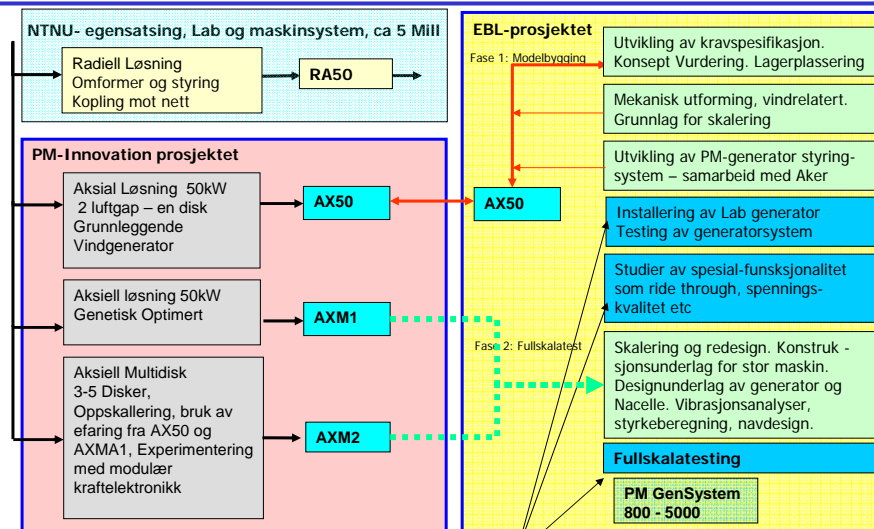 NTNU- egensatsing, Lab og maskinsystem, ca 5 Mill
Radiell Løsning
Omformer og styring
Kopling mot nett
RA50
PM-Innovation prosjektet
Aksial Løsning 50kW
2 luftgap – en disk
Grunnleggende
Vindgenerator
AX50
Aksiell løsning 50kW
Genetisk Optimert
AXM1
Aksiell Multidisk
3-5 Disker,
Oppskallering, bruk av
efaring fra AX50 og
AXMA1, Experimentering
med modulær
kraftelektronikk
AXM2
EBL-prosjektet
Fase 1: Modelbygging
AX50
Fase 2: Fullskalatest
Utvikling av kravspesifikasjon.
Konsept Vurdering. Lagerplassering
Mekanisk utforming, vindrelatert.
Grunnlag for skalering
Utvikling av PM-generator styring-
system – samarbeid med Aker
Installering av Lab generator
Testing av generatorsystem
Studier av spesial-funsksjonalitet
som ride through, spennings-
kvalitet etc
Skalering og redesign. Konstruk -
sjonsunderlag for stor maskin.
Designunderlag av generator og
Nacelle. Vibrasjonsanalyser,
styrkeberegning, navdesign.
Fullskalatesting
PM GenSystem
800 - 5000